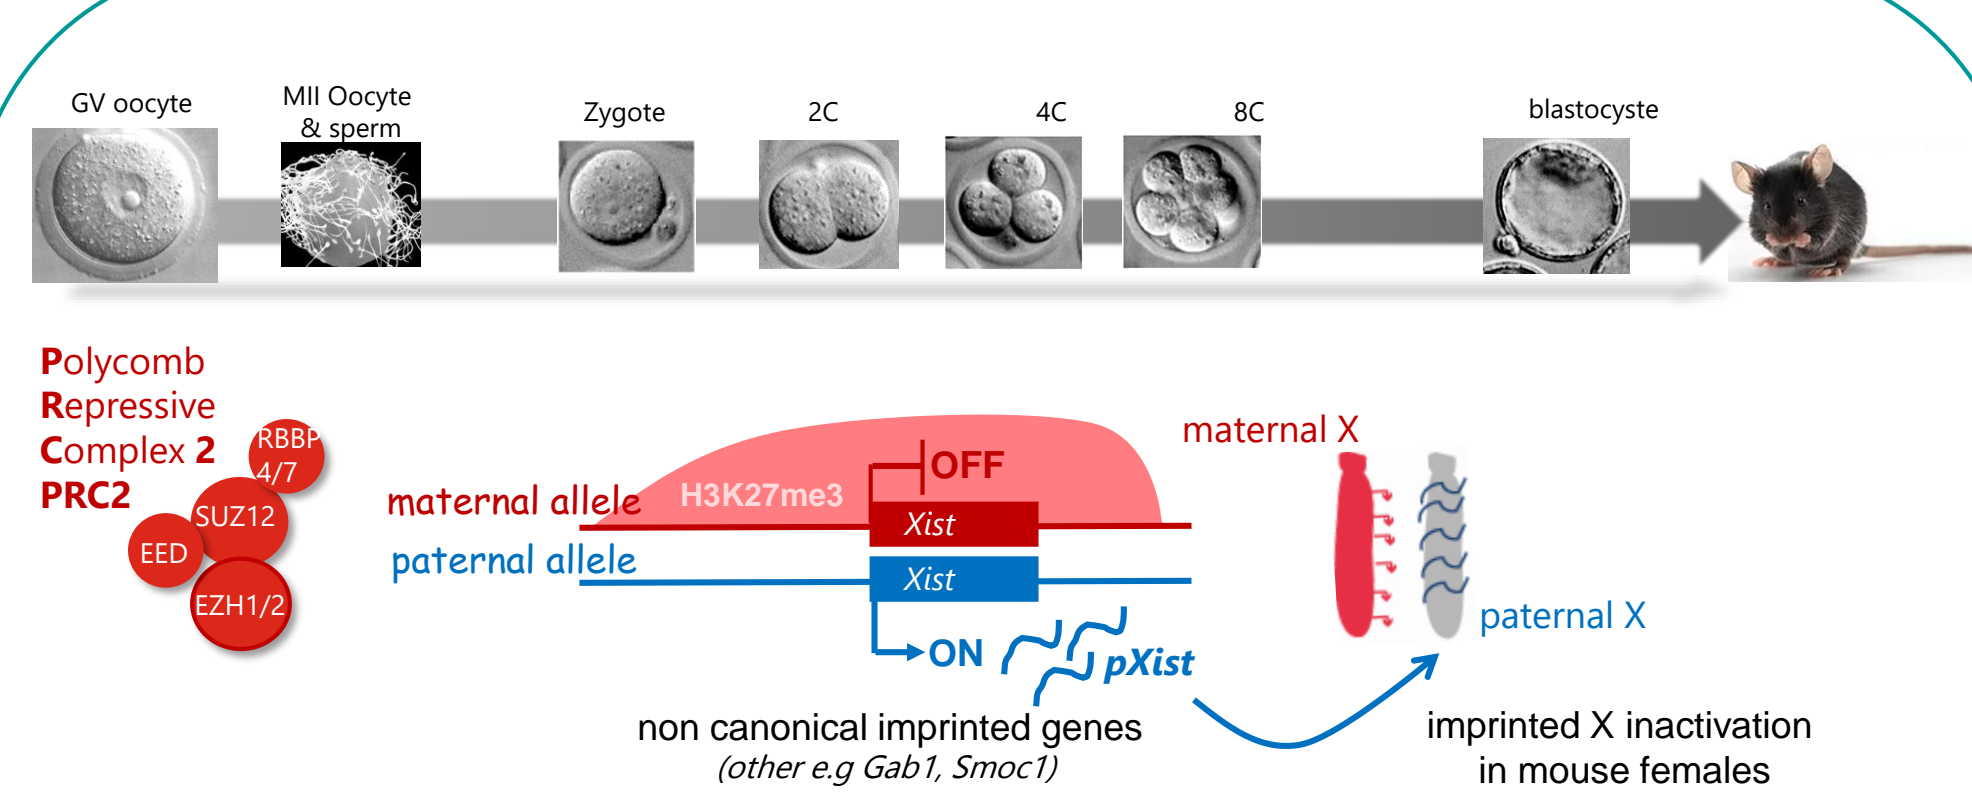 GV oocyte
MII Oocyte
& sperm
Zygote
2C
4C
8C
blastocyste
Polycomb
Repressive
Complex 2
PRC2
RBBP
4/7
SUZ12
EED
EZH1/2
maternal allele
H3K27me3
OFF
Xist
paternal allele
Xist
ON
pXist
non canonical imprinted genes
(other e.g Gab1, Smoc1)
maternal X
paternal X
imprinted X inactivation
in mouse females